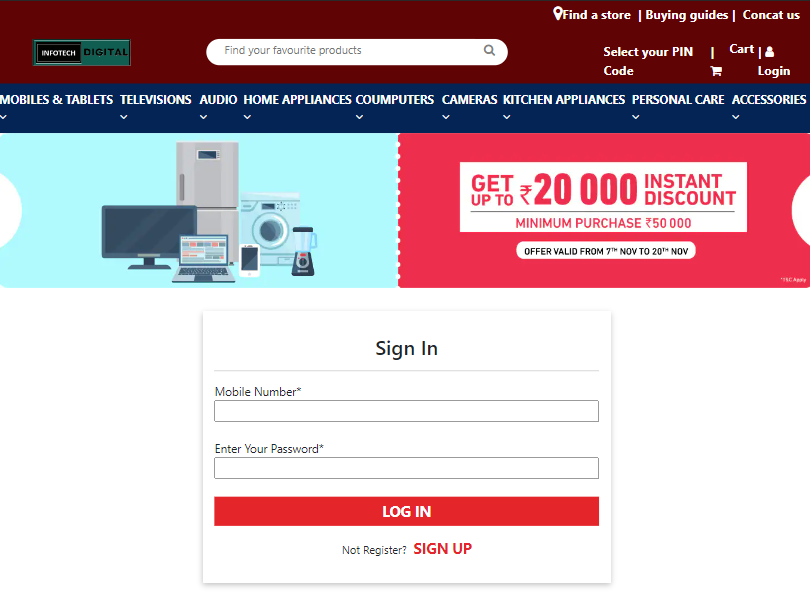 Find a store | Buying guides | Concat us
INFOTECH DIGITAL
Find your favourite products
Select your PIN Code | Cart | Login
MOBILES & TABLETS TELEVISIONS AUDIO HOME APPLIANCES COUMPUTERS CAMERAS KITCHEN APPLIANCES PERSONAL CARE ACCESSORIES
GET UP TO ₹20 000 INSTANT DISCOUNT
MINIMUM PURCHASE ₹50 000
OFFER VALID FROM 7TH NOV TO 20TH NOV
*T&C Apply
Sign In
Mobile Number*
Enter Your Password*
LOG IN
Not Register? SIGN UP